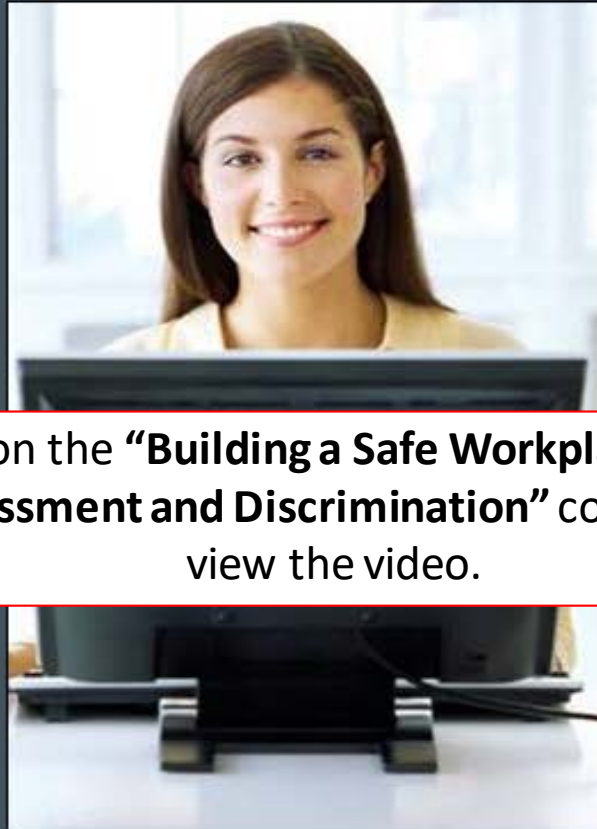 on the “Building a Safe Workpl
ssment and Discrimination” co
view the video.